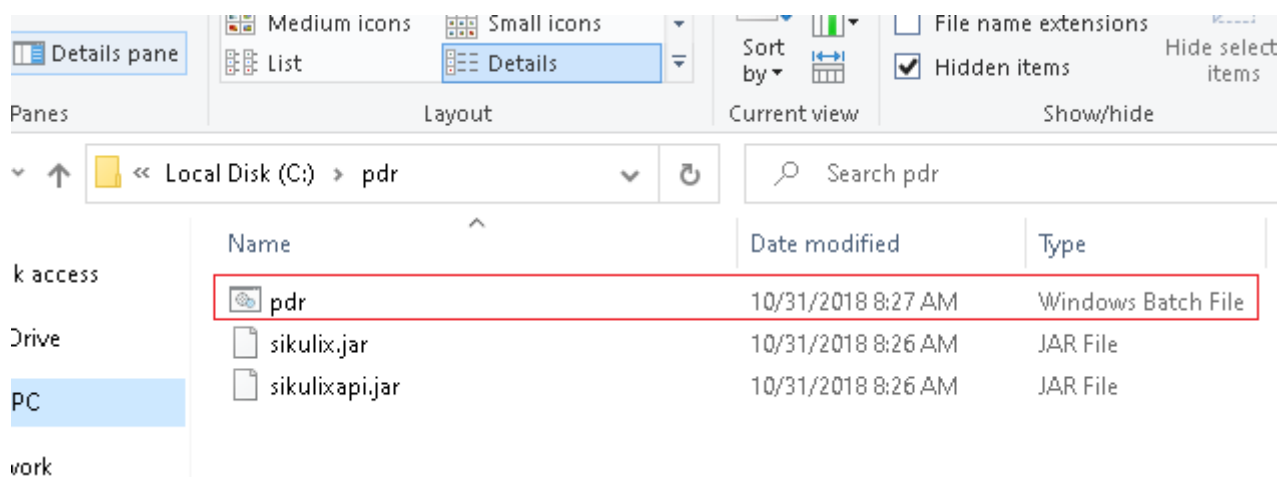 Medium icons Small icons File name extensions
Details pane List Details Sort by Hidden items Hide select items
Panes Layout Current view Show/hide
« Local Disk (C:) › pdr Search pdr
Name Date modified Type
k access
pdr 10/31/2018 8:27 AM Windows Batch File
Drive sikulix.jar 10/31/2018 8:26 AM JAR File
sikulixapi.jar 10/31/2018 8:26 AM JAR File
PC
work